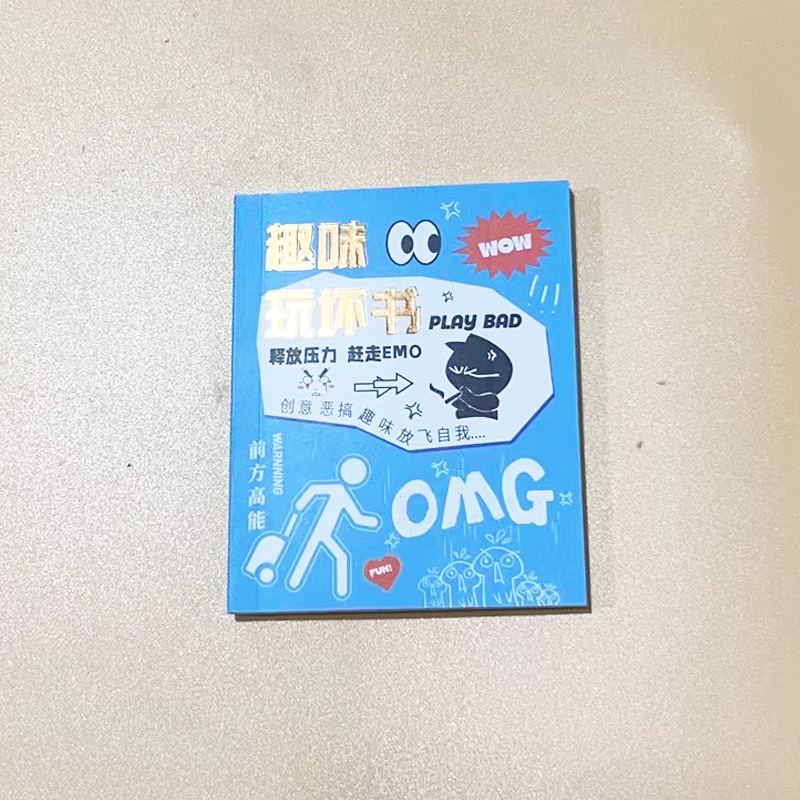 趣味
WOW
玩坏书
PLAY BAD
释放压力 赶走EMO
创意 恶搞 趣味 放飞自我....
WARNNING
前方高能
OMG
FUN!